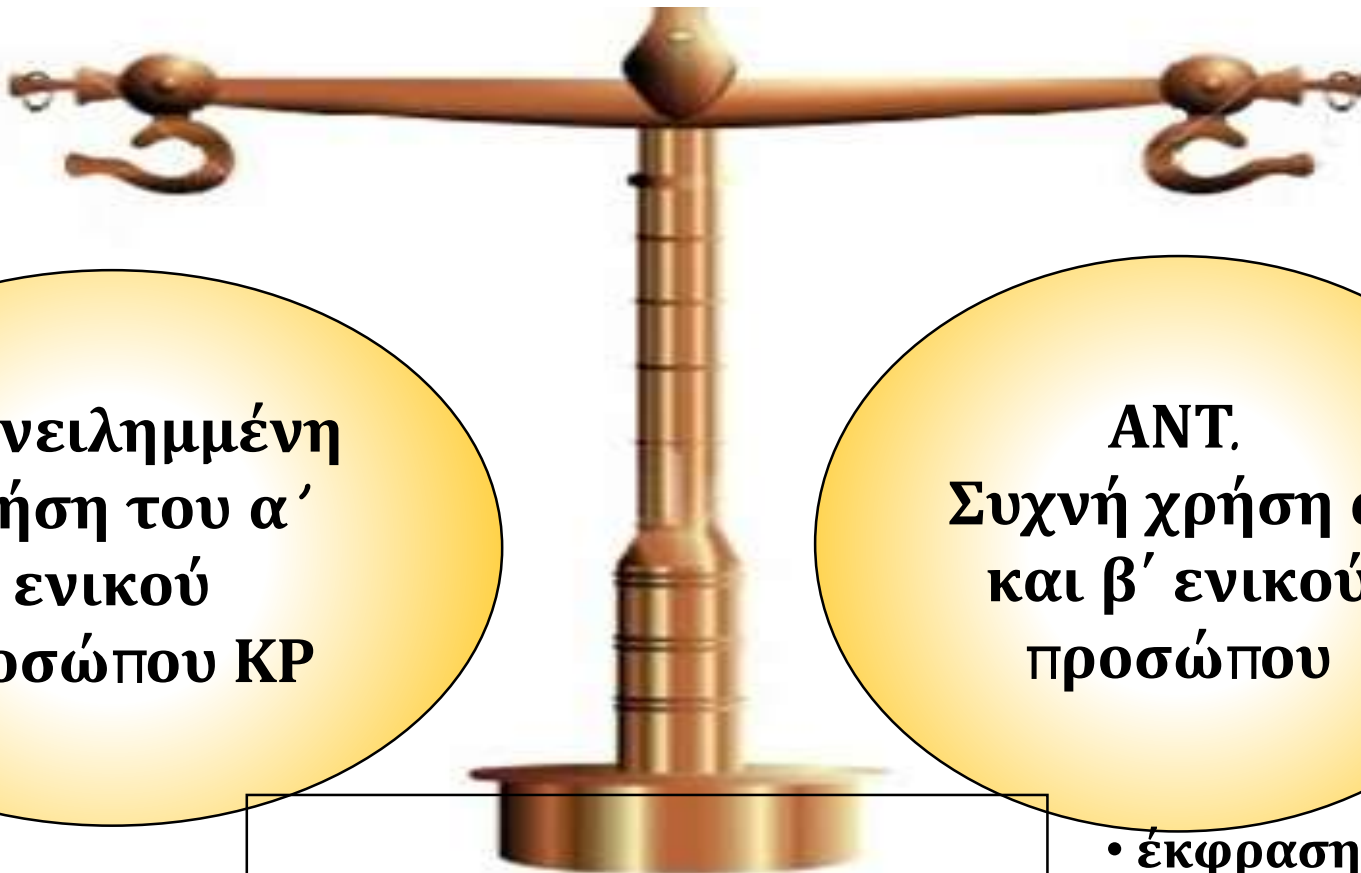 νειλημμένη
ήση του α΄
ενικού
οσώπου ΚΡ
ΑΝΤ.
Συχνή χρήση
και β΄ ενικού
προσώπου
• έκφραση